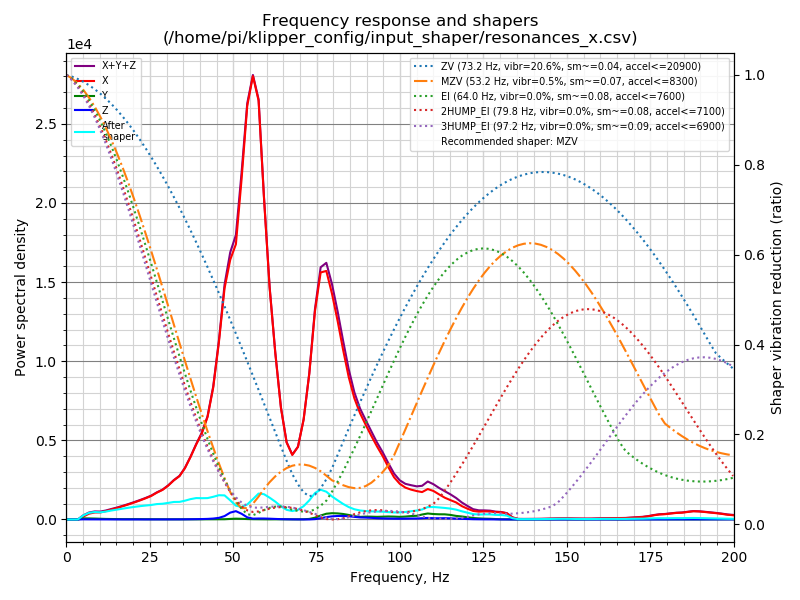 Frequency response and shapers
(/home/pi/klipper_config/input_shaper/resonances_x.csv)
1e4
X+Y+Z
X
Y
Z
After
shaper
ZV (73.2 Hz, vibr=20.6%, sm~=0.04, accel<=20900)
MZV (53.2 Hz, vibr=0.5%, sm~=0.07, accel<=8300)
EI (64.0 Hz, vibr=0.0%, sm~=0.08, accel<=7600)
2HUMP_EI (79.8 Hz, vibr=0.0%, sm~=0.08, accel<=7100)
3HUMP_EI (97.2 Hz, vibr=0.0%, sm~=0.09, accel<=6900)
Recommended shaper: MZV
Power spectral density
2.5
2.0
1.5
1.0
0.5
0.0
1.0
0.8
0.6
0.4
0.2
0.0
Shaper vibration reduction (ratio)
0 25 50 75 100 125 150 175 200
Frequency, Hz